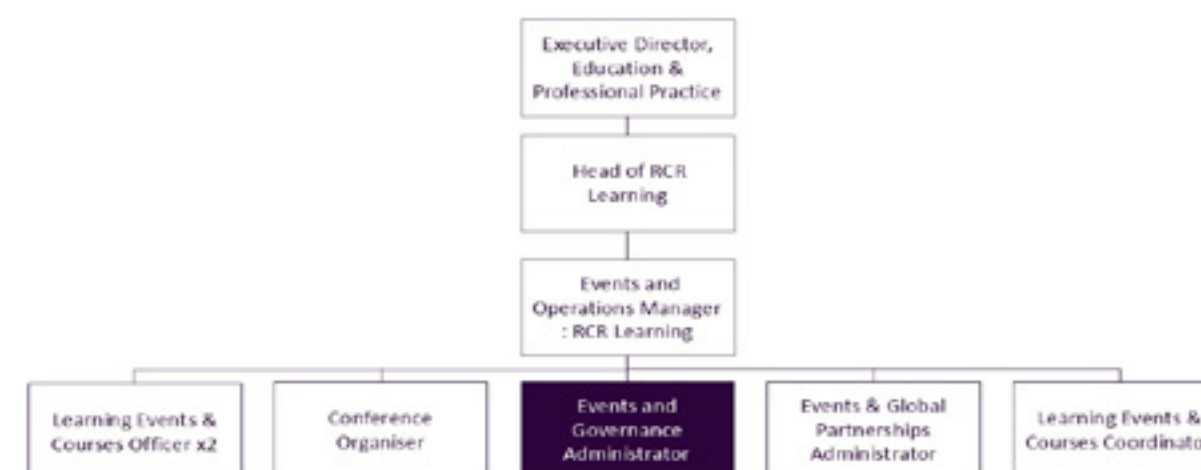 Executive Director,
Education &
Professional Practice
Head of RCR
Learning
Events and
Operations Manager
: RCR Learning
Learning Events &
Courses Officer x2
Conference
Organiser
Events and
Governance
Administrator
Events & Global
Partnerships
Administrator
Learning Events &
Courses Coordinato